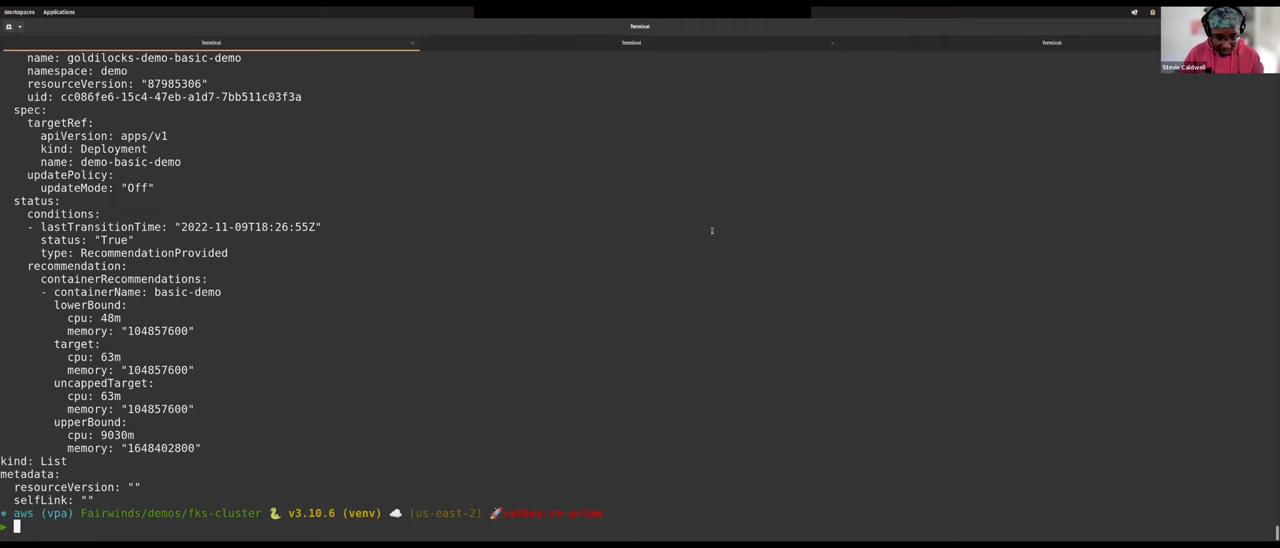 Workspaces Applications
Terminal
Terminal Terminal Terminal
Stevie Caldwell
name: goldilocks-demo-basic-demo
namespace: demo
resourceVersion: "87985306"
uid: cc086fe6-15c4-47eb-a1d7-7bb511c03f3a
spec:
targetRef:
apiVersion: apps/v1
kind: Deployment
name: demo-basic-demo
updatePolicy:
updateMode: "Off"
status:
conditions:
- lastTransitionTime: "2022-11-09T18:26:55Z"
status: "True"
type: RecommendationProvided
recommendation:
containerRecommendations:
- containerName: basic-demo
lowerBound:
cpu: 48m
memory: "104857600"
target:
cpu: 63m
memory: "104857600"
uncappedTarget:
cpu: 63m
memory: "104857600"
upperBound:
cpu: 9030m
memory: "1648402800"
kind: List
metadata:
resourceVersion: ""
selfLink: ""
aws (vpa) Fairwinds/demos/fks-cluster 🐍 v3.10.6 (venv) ☁️ (us-east-2) 🚀